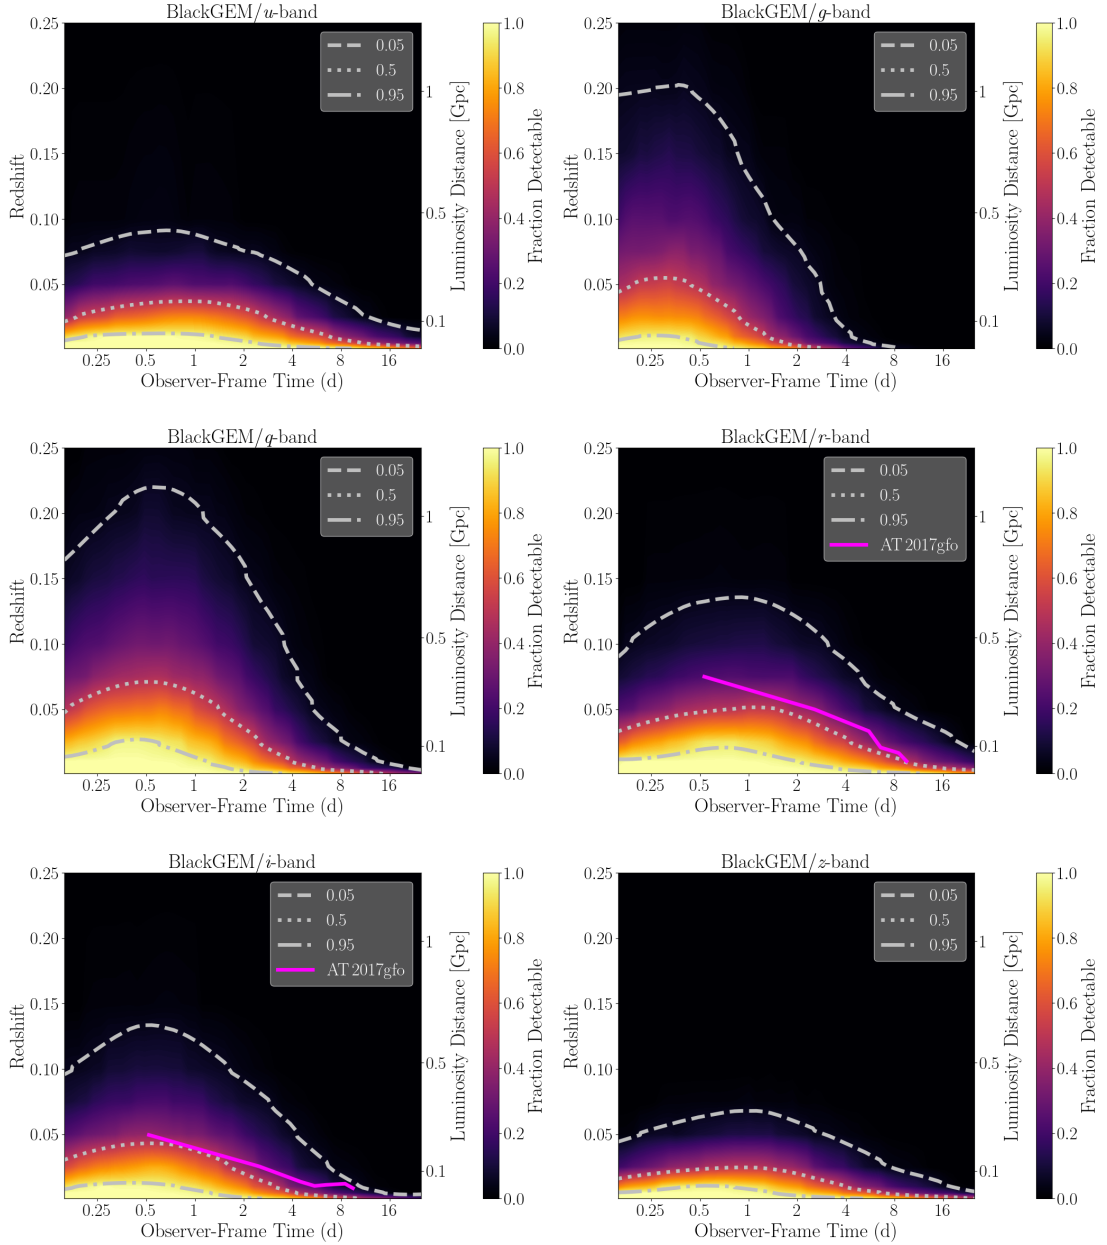 BlackGEM/u-band
0.25
0.20
0.15
0.10
0.05
Redshift
0.05
0.5
0.95
1
0.5
0.1
Luminosity Distance [Gpc]
1.0
0.8
0.6
0.4
0.2
0.0
Fraction Detectable
0.25 0.5 1 2 4 8 16
Observer-Frame Time (d)
BlackGEM/g-band
0.25
0.20
0.15
0.10
0.05
Redshift
0.05
0.5
0.95
1
0.5
0.1
Luminosity Distance [Gpc]
1.0
0.8
0.6
0.4
0.2
0.0
Fraction Detectable
0.25 0.5 1 2 4 8 16
Observer-Frame Time (d)
BlackGEM/q-band
0.25
0.20
0.15
0.10
0.05
Redshift
0.05
0.5
0.95
1
0.5
0.1
Luminosity Distance [Gpc]
1.0
0.8
0.6
0.4
0.2
0.0
Fraction Detectable
0.25 0.5 1 2 4 8 16
Observer-Frame Time (d)
BlackGEM/r-band
0.25
0.20
0.15
0.10
0.05
Redshift
0.05
0.5
0.95
AT 2017gfo
1
0.5
0.1
Luminosity Distance [Gpc]
1.0
0.8
0.6
0.4
0.2
0.0
Fraction Detectable
0.25 0.5 1 2 4 8 16
Observer-Frame Time (d)
BlackGEM/i-band
0.25
0.20
0.15
0.10
0.05
Redshift
0.05
0.5
0.95
AT 2017gfo
1
0.5
0.1
Luminosity Distance [Gpc]
1.0
0.8
0.6
0.4
0.2
0.0
Fraction Detectable
0.25 0.5 1 2 4 8 16
Observer-Frame Time (d)
BlackGEM/z-band
0.25
0.20
0.15
0.10
0.05
Redshift
0.05
0.5
0.95
1
0.5
0.1
Luminosity Distance [Gpc]
1.0
0.8
0.6
0.4
0.2
0.0
Fraction Detectable
0.25 0.5 1 2 4 8 16
Observer-Frame Time (d)